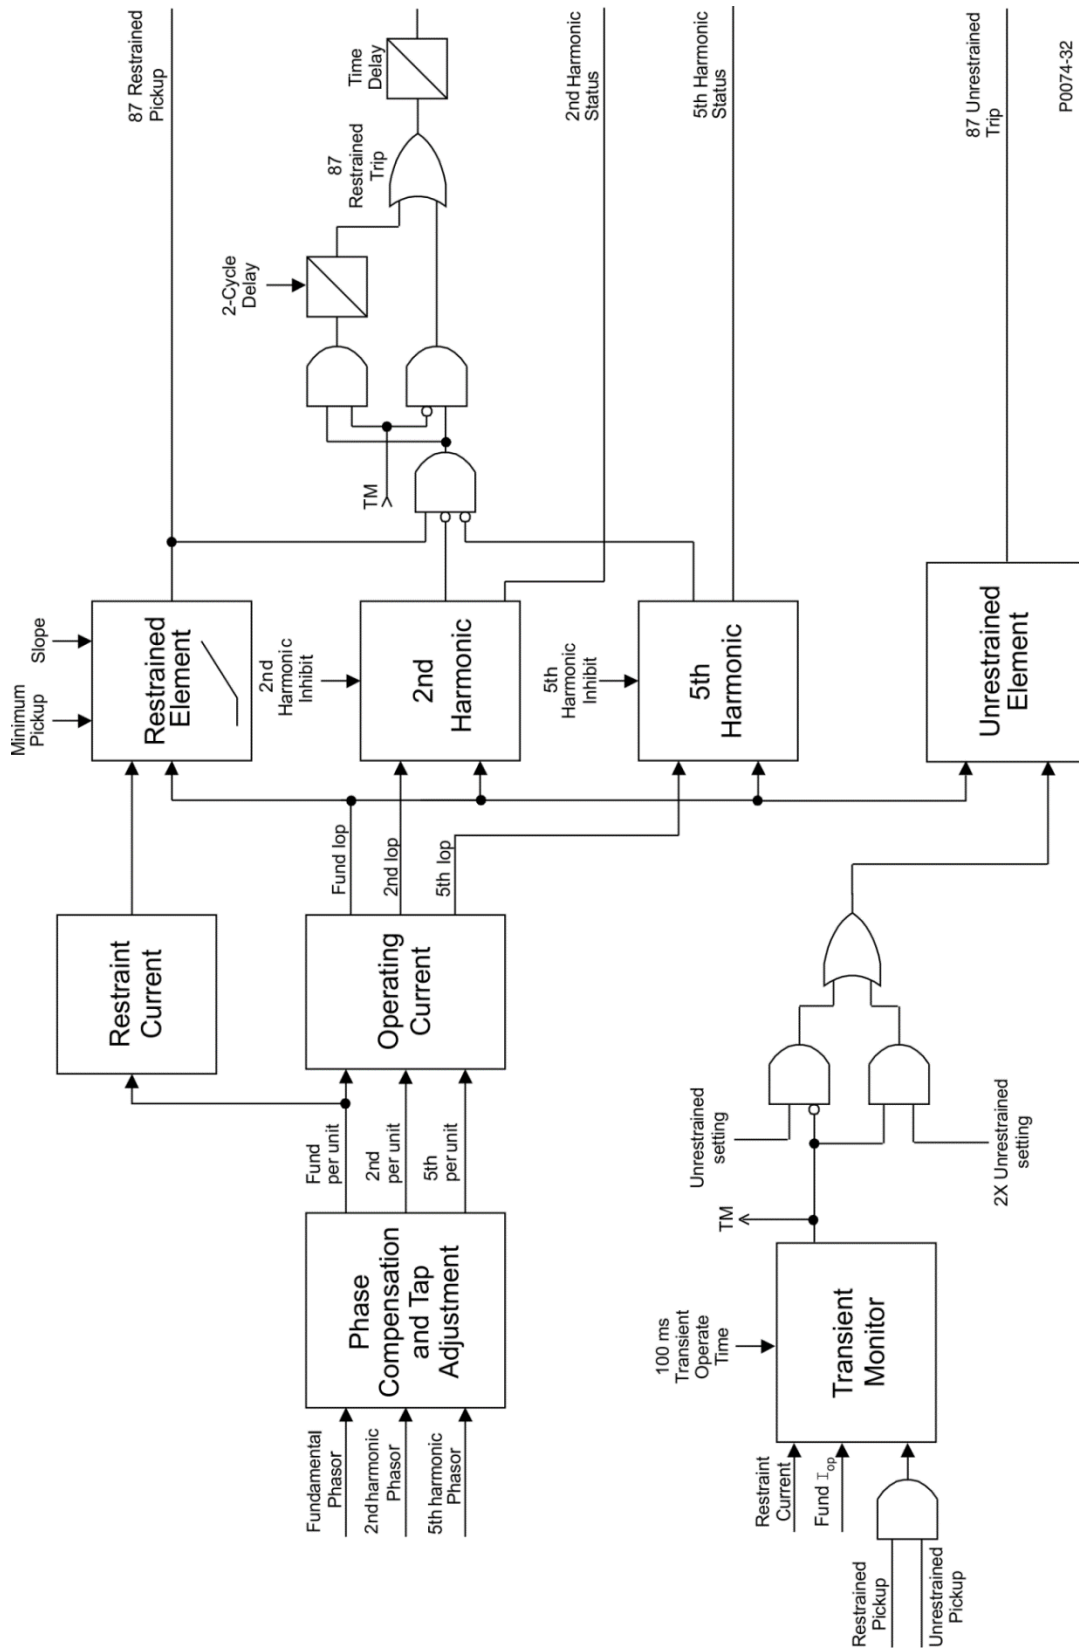 Fundamental
Phasor
2nd harmonic
Phasor
5th harmonic
Phasor
Phase
Compensation
and Tap
Adjustment
Fund
per unit
2nd
per unit
5th
per unit
Restraint
Current
Operating
Current
Fund Iop
2nd Iop
5th Iop
Minimum
Pickup
Slope
Restrained
Element
2nd
Harmonic
Inhibit
2nd
Harmonic
5th
Harmonic
Inhibit
5th
Harmonic
Unrestrained
Element
TM
2-Cycle
Delay
87
Restrained
Trip
Time
Delay
87 Restrained
Pickup
2nd Harmonic
Status
5th Harmonic
Status
87 Unrestrained
Trip
Restrained
Pickup
Unrestrained
Pickup
Restraint
Current
Fund Iop
100 ms
Transient
Operate
Time
Transient
Monitor
TM
Unrestrained
setting
2X Unrestrained
setting
P0074-32